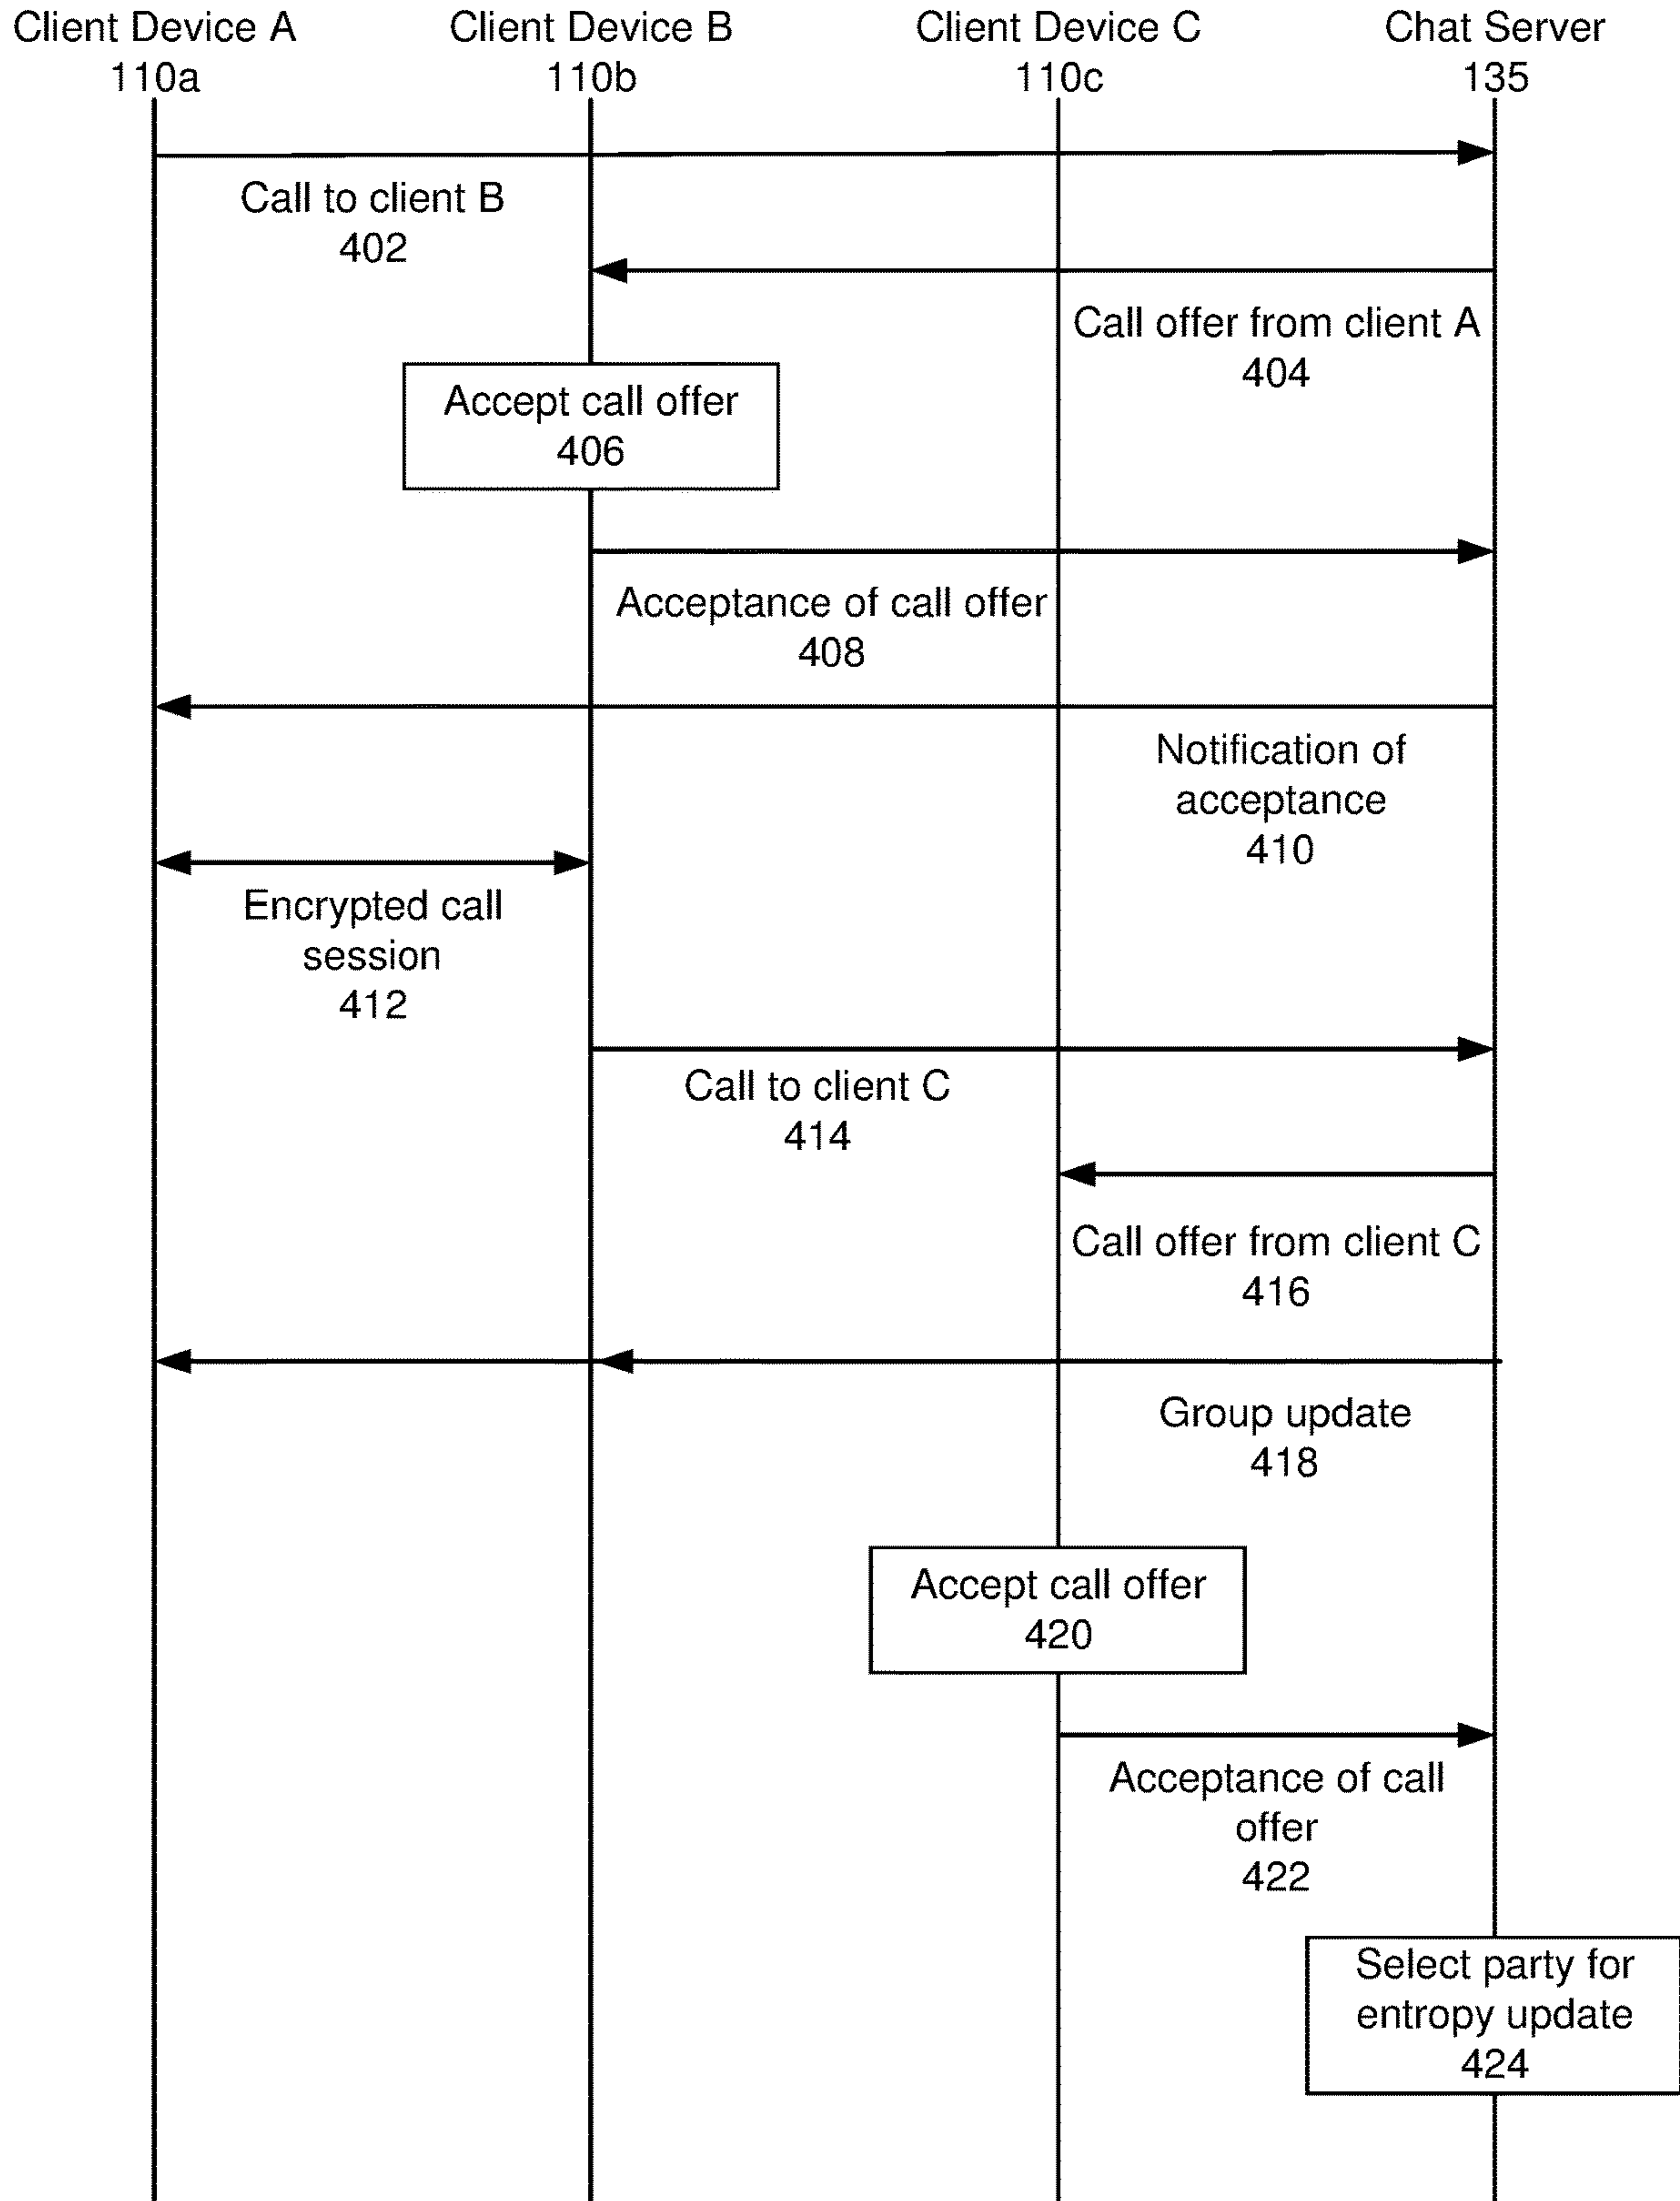 Client Device A
110a
Client Device B
110b
Client Device C
110c
Chat Server
135
Call to client B
402
Call offer from client A
404
Accept call offer
406
Acceptance of call offer
408
Notification of
acceptance
410
Encrypted call
session
412
Call to client C
414
Call offer from client C
416
Group update
418
Accept call offer
420
Acceptance of call
offer
422
Select party for
entropy update
424